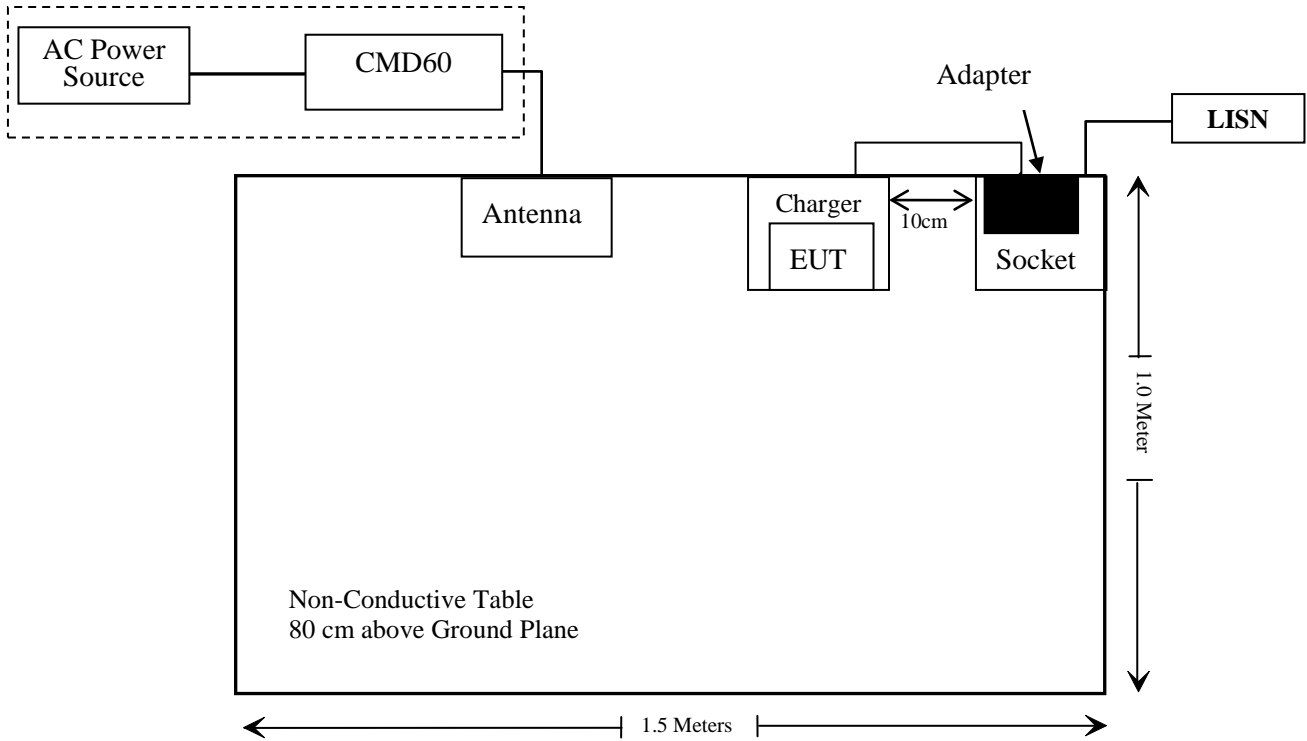 AC Power
Source
CMD60
Adapter
LISN
Antenna
Charger
10cm
EUT
Socket
1.0 Meter
Non-Conductive Table
80 cm above Ground Plane
1.5 Meters